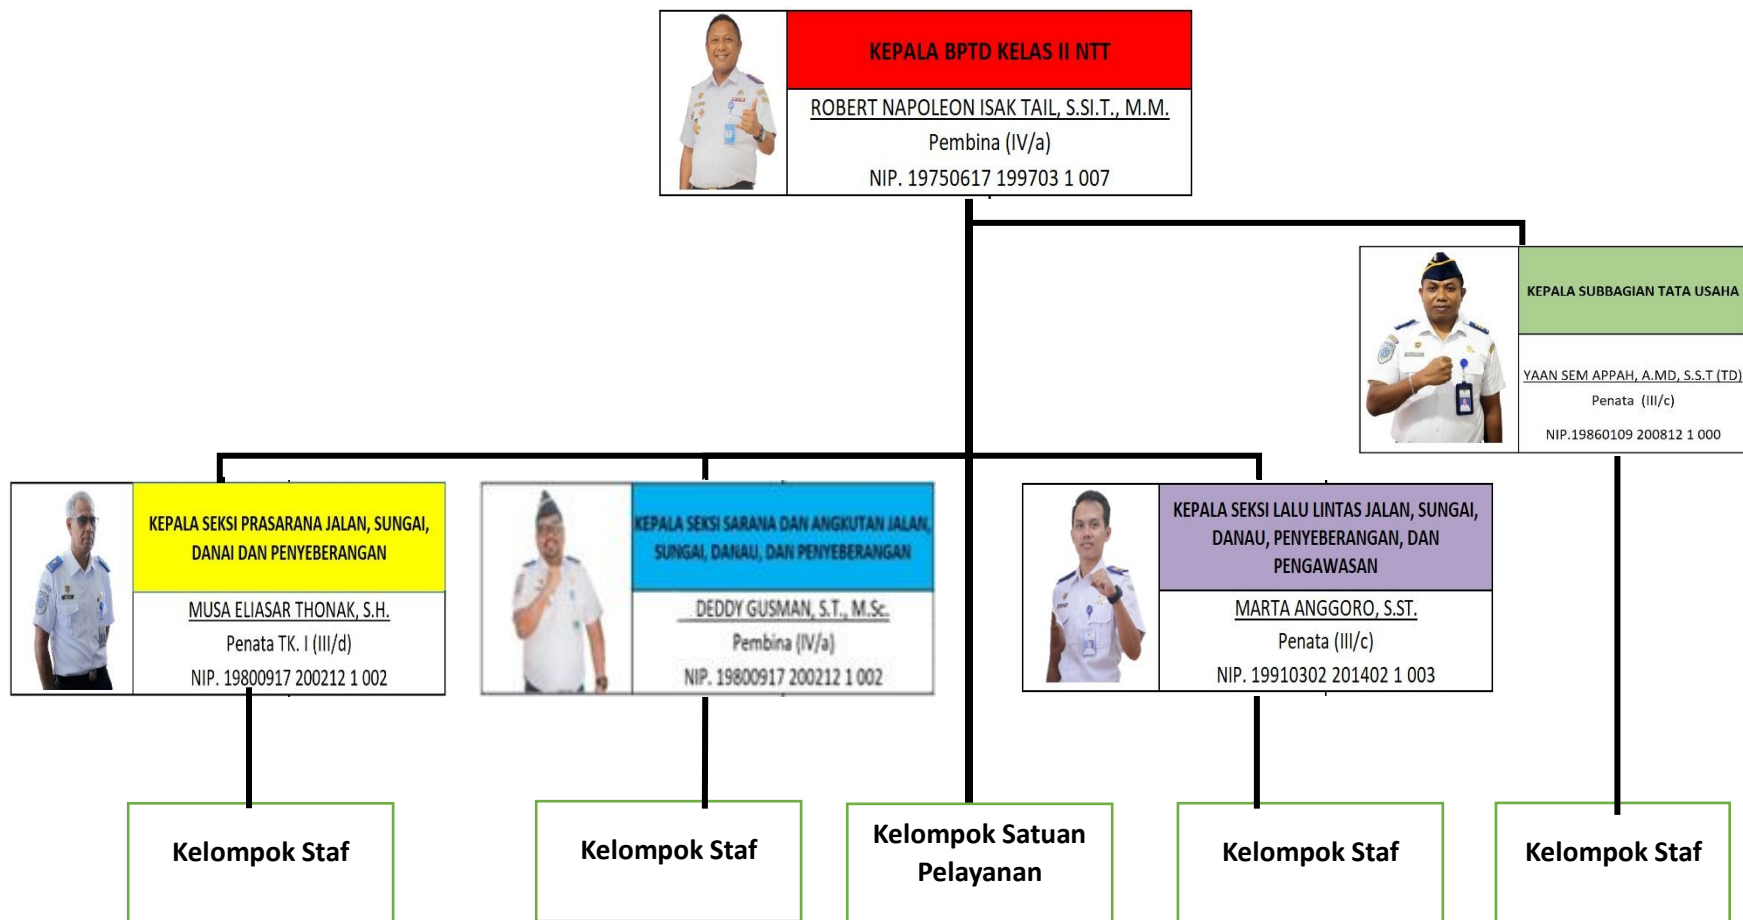 KEPALA BPTD KELAS II NTT
ROBERT NAPOLEON ISAK TAIL, S.SI.T., M.M.
Pembina (IV/a)
NIP. 19750617 199703 1 007
KEPALA SUBBAGIAN TATA USAHA
YAAN SEM APPAH, A.MD, S.S.T (TD)
Penata (III/c)
NIP.19860109 200812 1 000
KEPALA SEKSI PRASARANA JALAN, SUNGAI,
DANAI DAN PENYEBERANGAN
MUSA ELIASAR THONAK, S.H.
Penata TK. I (III/d)
NIP. 19800917 200212 1 002
KEPALA SEKSI SARANA DAN ANGKUTAN JALAN,
SUNGAI, DANAU, DAN PENYEBERANGAN
DEDDY GUSMAN, S.T., M.Sc.
Pembina (IV/a)
NIP. 19800917 200212 1 002
KEPALA SEKSI LALU LINTAS JALAN, SUNGAI,
DANAU, PENYEBERANGAN, DAN
PENGAWASAN
MARTA ANGGORO, S.ST.
Penata (III/c)
NIP. 19910302 201402 1 003
Kelompok Staf
Kelompok Staf
Kelompok Satuan
Pelayanan
Kelompok Staf
Kelompok Staf